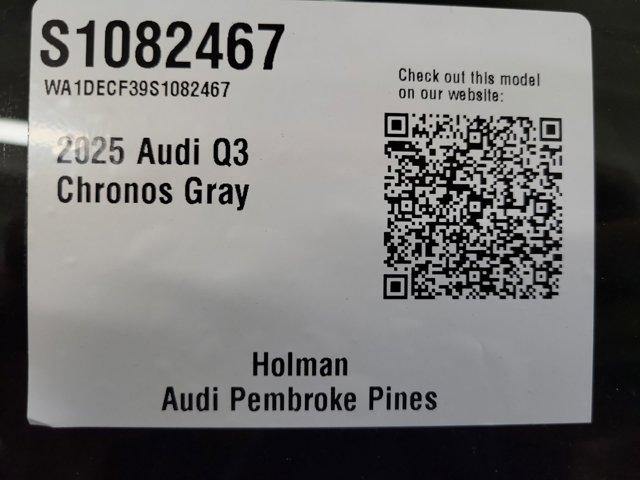 S1082467
WA1DECF39S1082467
Check out this model
on our website:
2025 Audi Q3
Chronos Gray
Holman
Audi Pembroke Pines